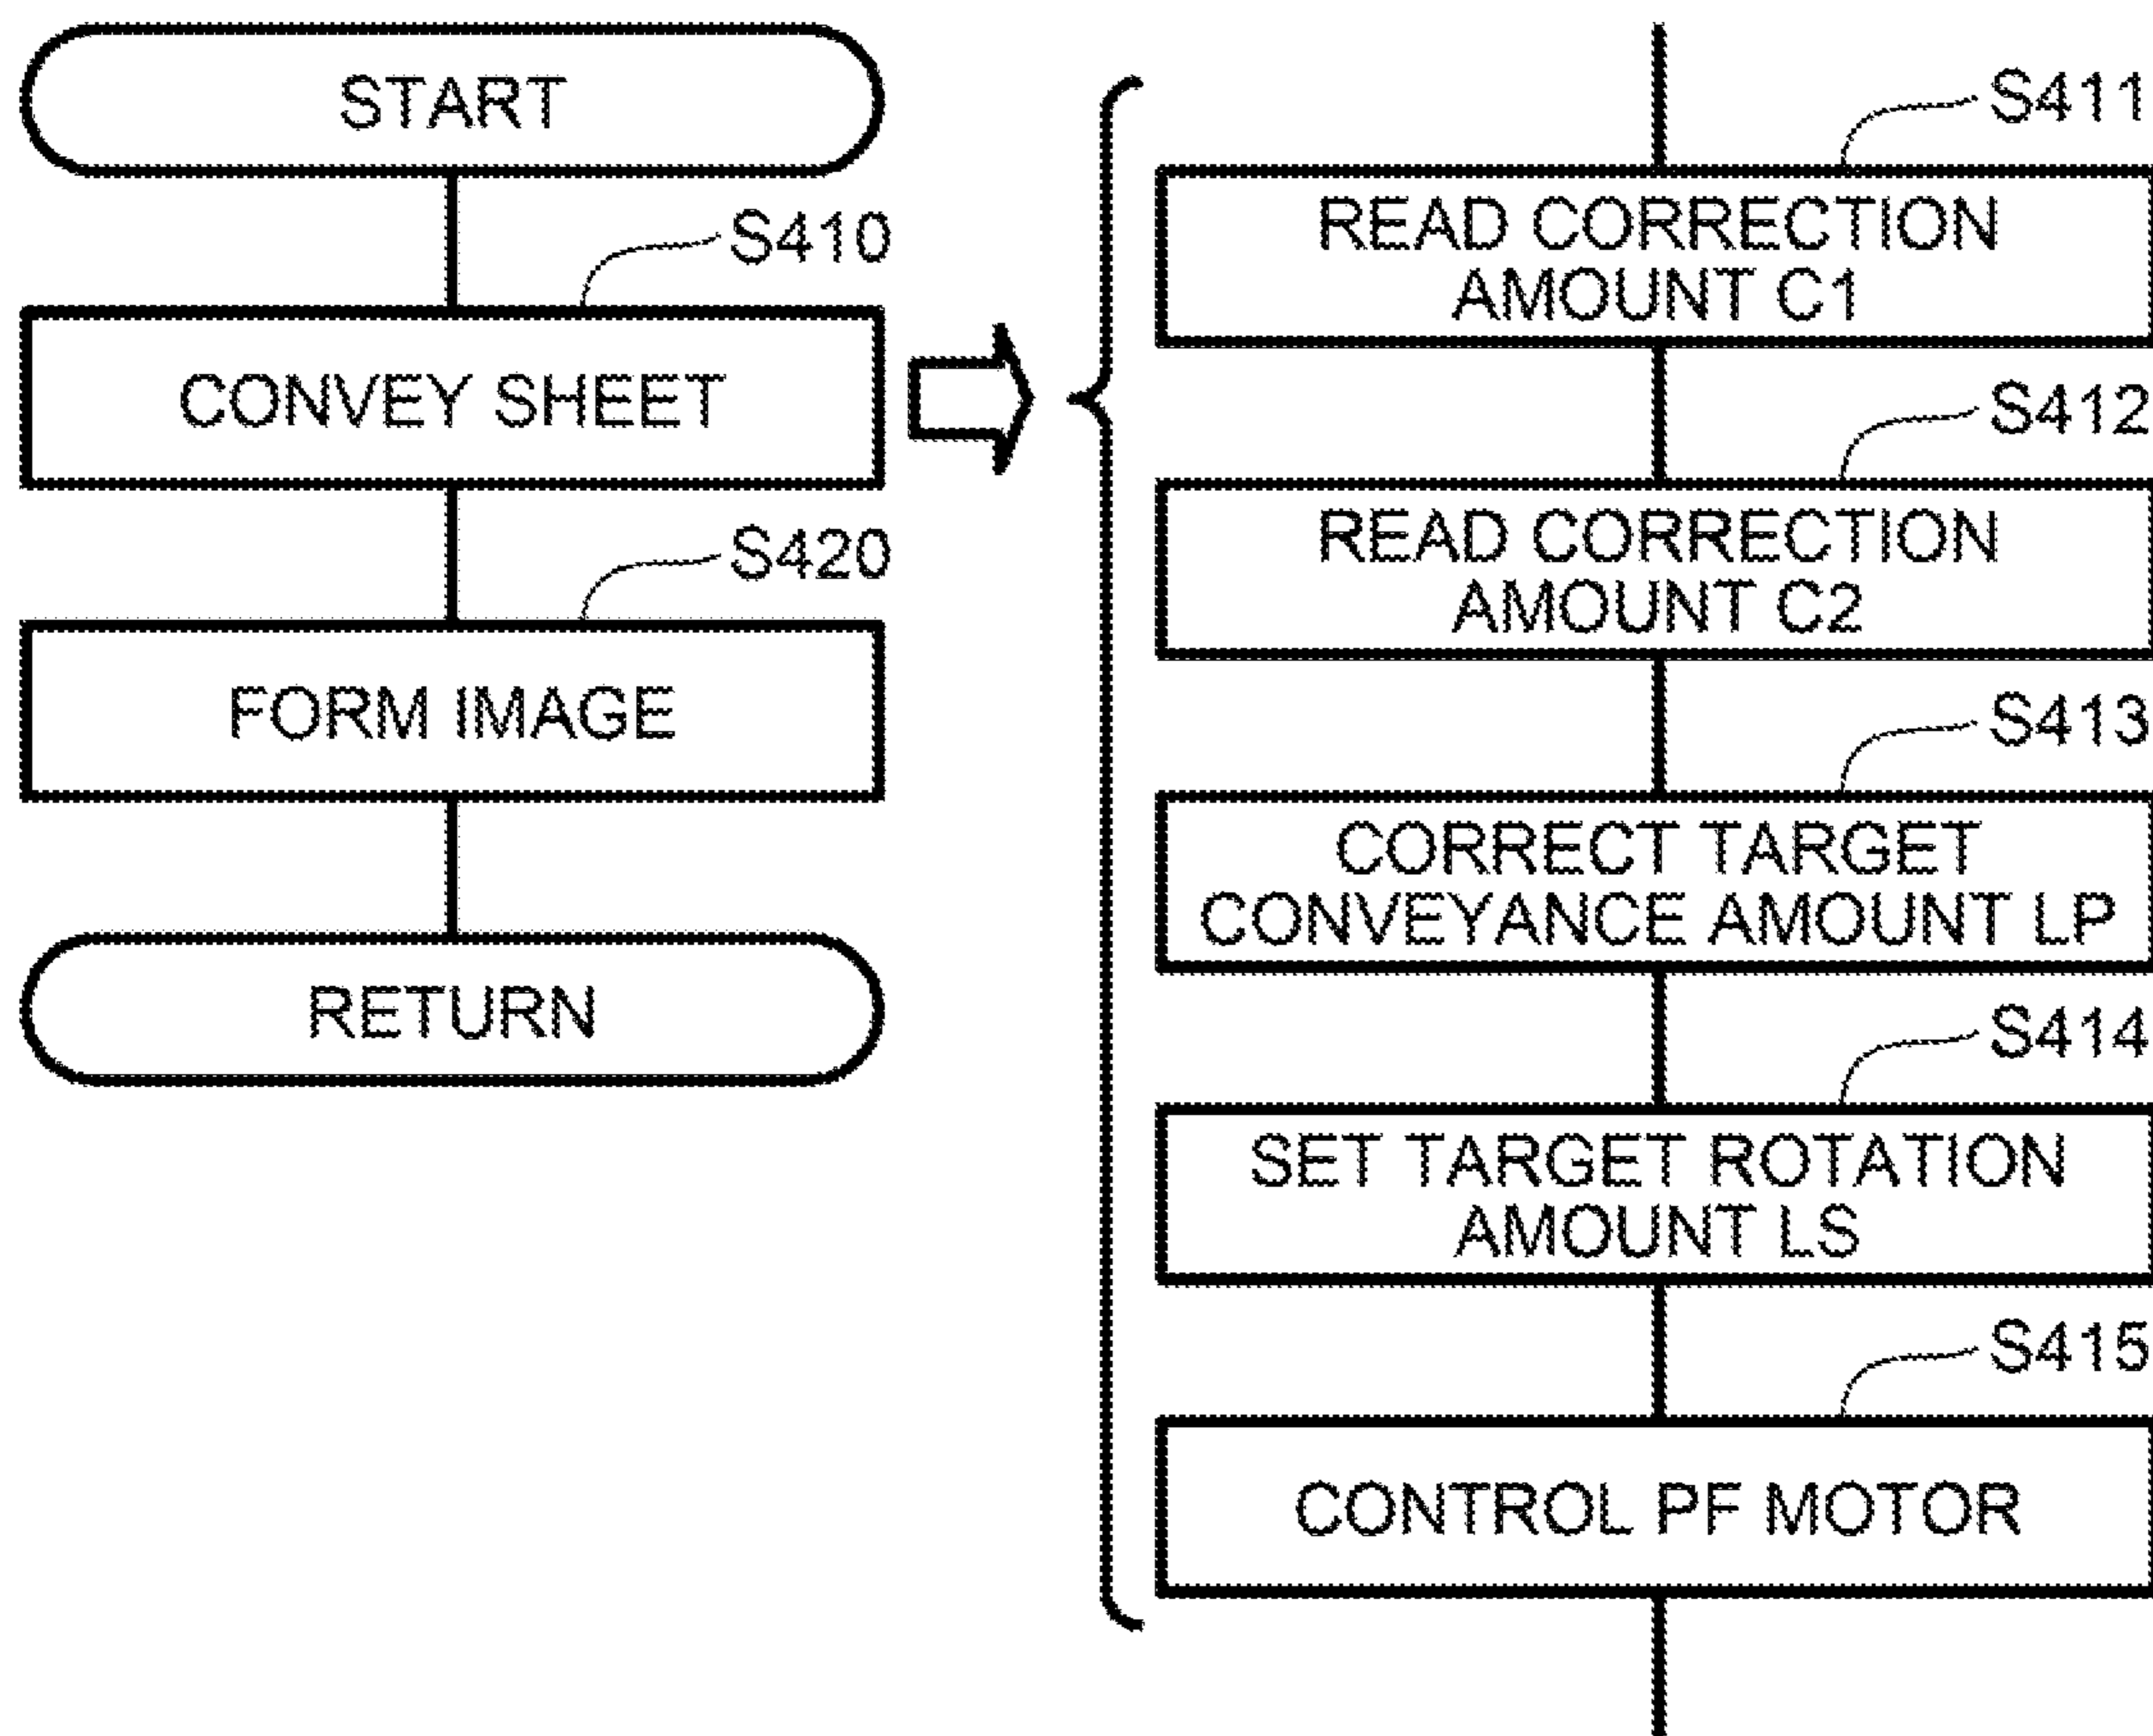 START
S410
CONVEY SHEET
S420
FORM IMAGE
RETURN
S411
READ CORRECTION
AMOUNT C1
S412
READ CORRECTION
AMOUNT C2
S413
CORRECT TARGET
CONVEYANCE AMOUNT LP
S414
SET TARGET ROTATION
AMOUNT LS
S415
CONTROL PF MOTOR